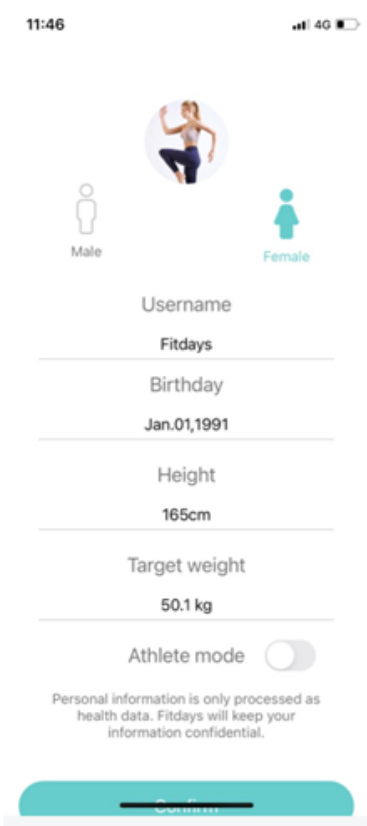 11:46
4G
Male
Female
Username
Fitdays
Birthday
Jan.01,1991
Height
165cm
Target weight
50.1 kg
Athlete mode
Personal information is only processed as
health data. Fitdays will keep your
information confidential.
Confirm